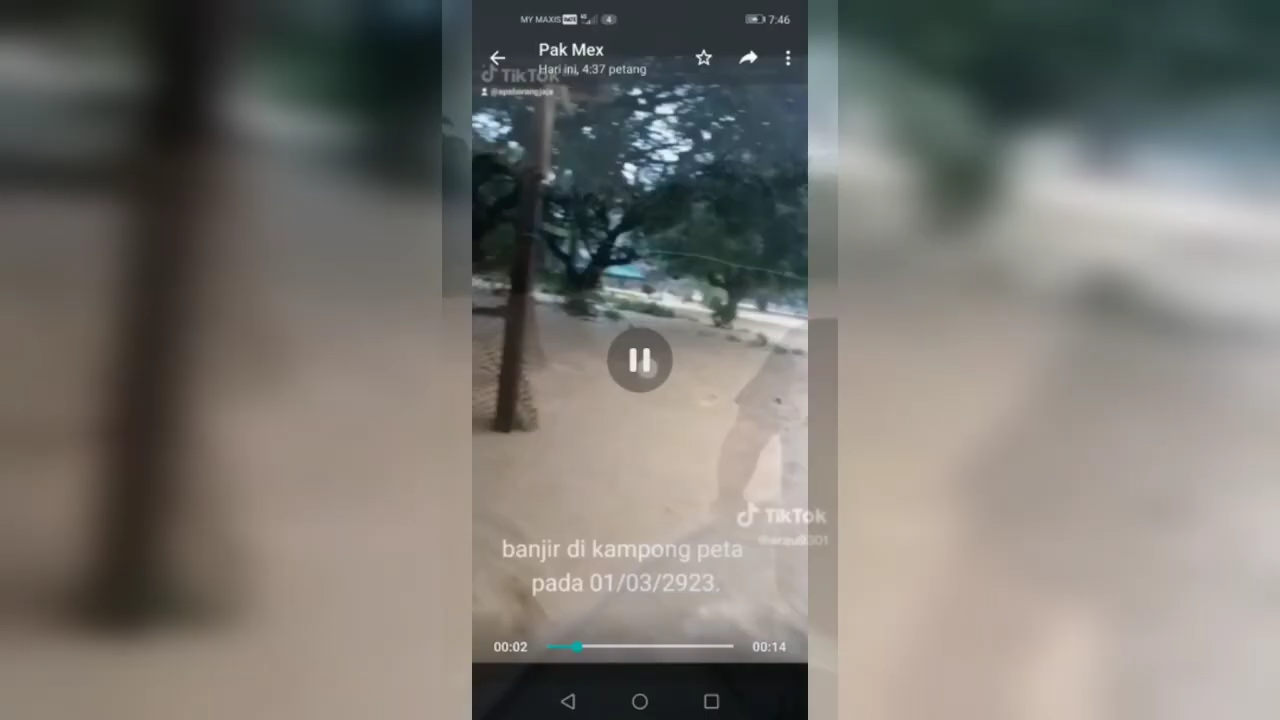 MY MAXIS
4
7:46
Pak Mex
Hari ini, 4:37 petang
TikTok
TikTok
banjir di kampong peta
pada 01/03/2923.
00:02
00:14